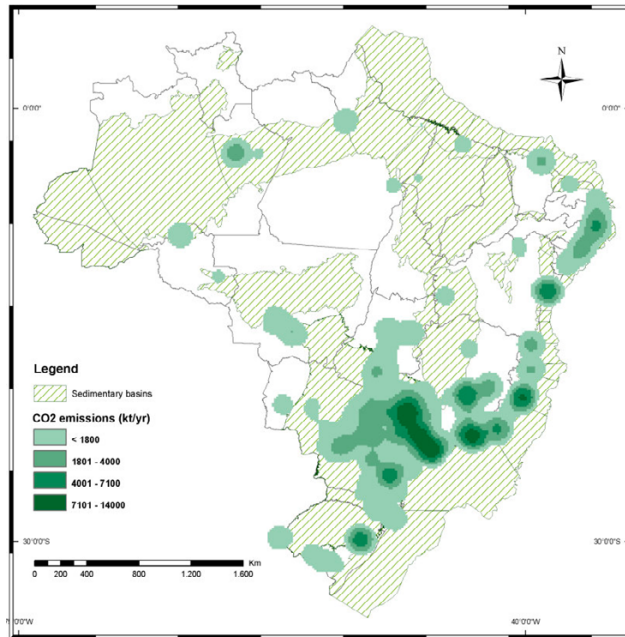 N
0°0'0"
0°0'0"
Legend
Sedimentary basins
CO2 emissions (kt/yr)
< 1800
1801 - 4000
4001 - 7100
7101 - 14000
30°0'0"S
30°0'0"S
Km
0 200 400 800 1.200 1.600
0'0"W
40°0'0"W